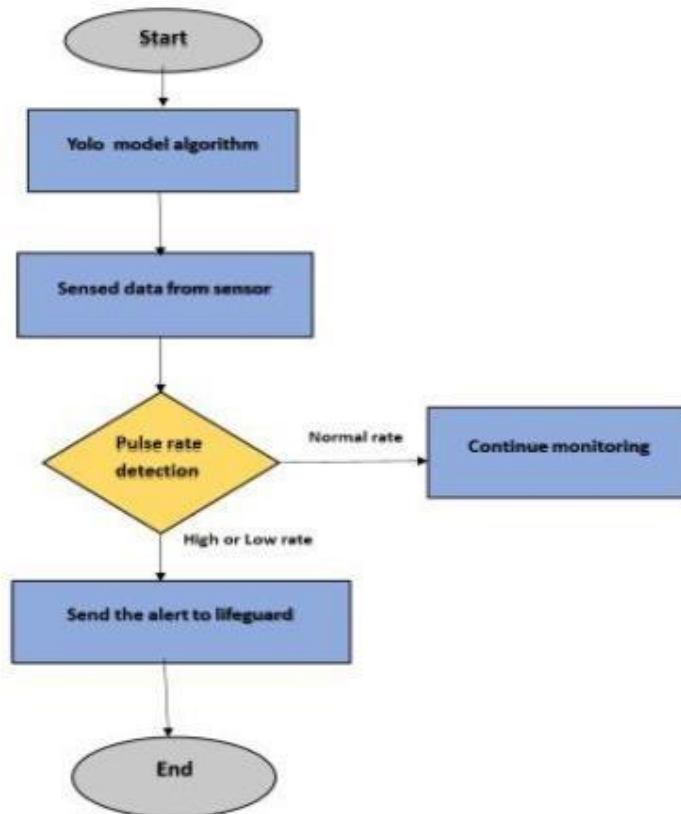 Start
Yolo model algorithm
Sensed data from sensor
Pulse rate
detection
Normal rate
Continue monitoring
High or Low rate
Send the alert to lifeguard
End